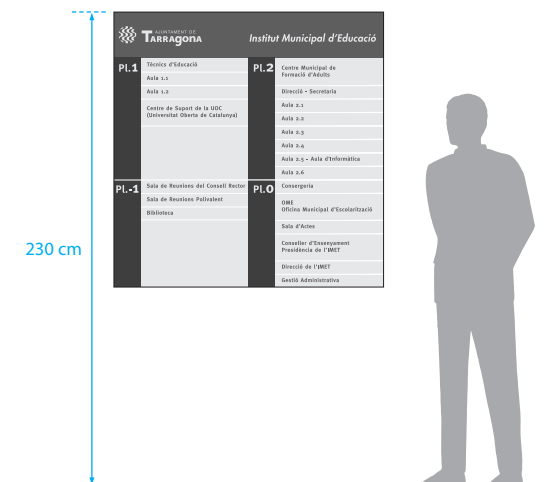 AJUNTAMENT DE
TARRAGONA
Institut Municipal d'Educació
Pl.1
Tècnics d'Educació
Aula 1.1
Aula 1.2
Centre de Suport de la UOC
(Universitat Oberta de Catalunya)
Pl.2
Centre Municipal de
Formació d'Adults
Direcció - Secretaria
Aula 2.1
Aula 2.2
Aula 2.3
Aula 2.4
Aula 2.5 - Aula d'Informàtica
Aula 2.6
Pl.-1
Sala de Reunions del Consell Rector
Sala de Reunions Polivalent
Biblioteca
Pl.0
Consergeria
OME
Oficina Municipal d'Escolarització
Sala d'Actes
Conseller d'Ensenyament
Presidència de l'IMET
Direcció de l'IMET
Gestió Administrativa
230 cm